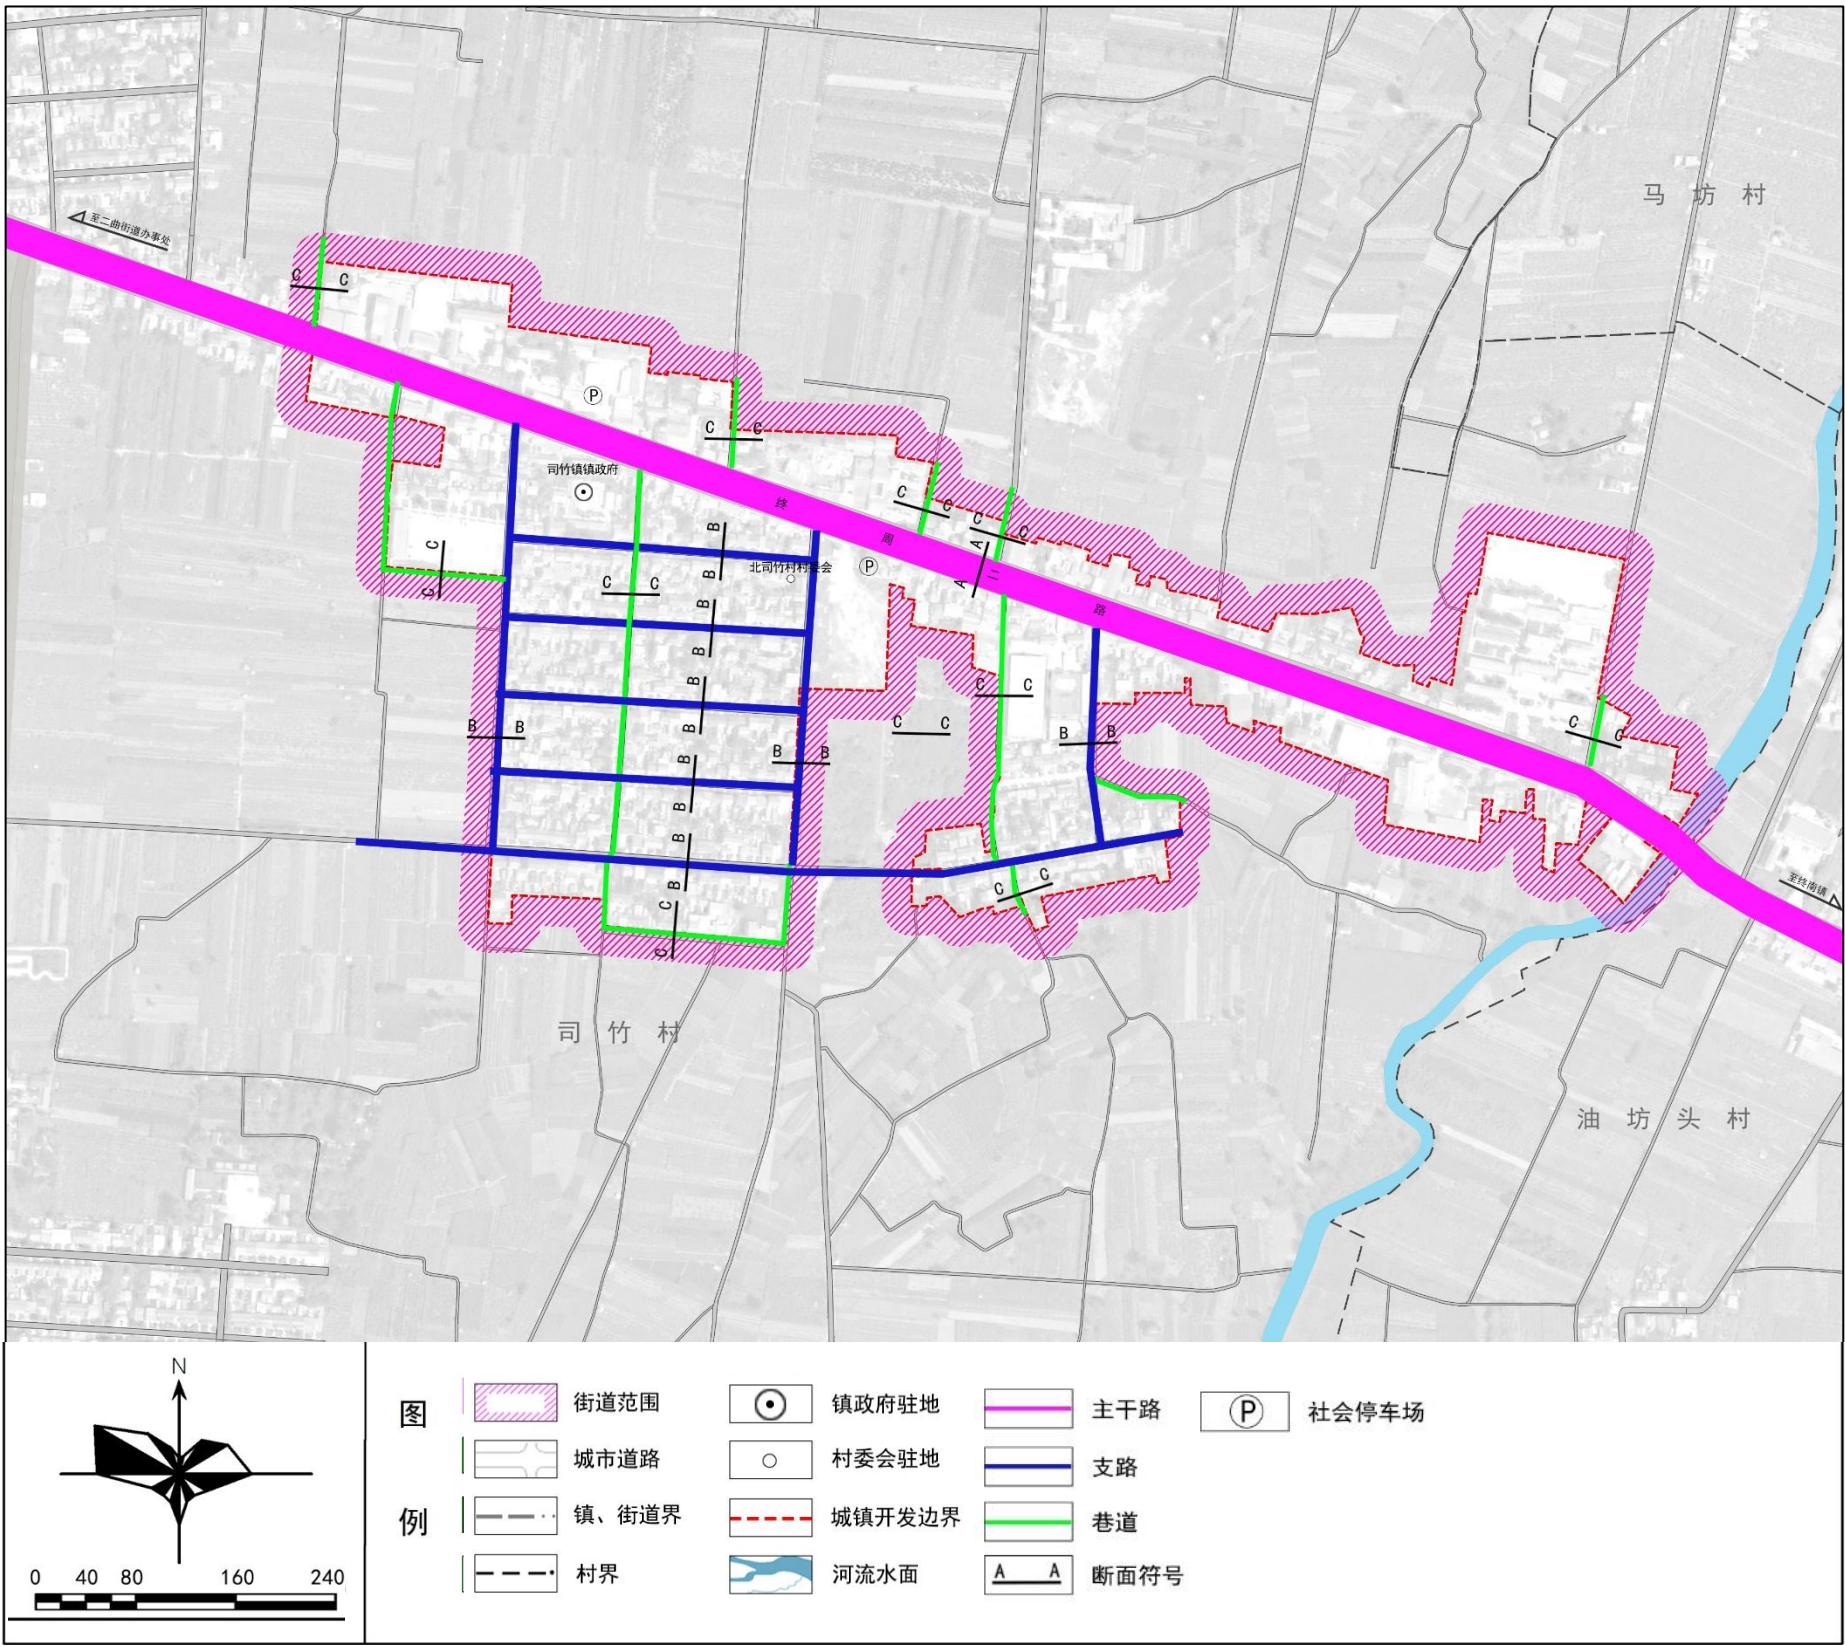 马坊村
至二曲街道办事处
C C
C C
P
C C
司竹镇镇政府
终周二路
C C
C C
A A
B B
C C
北司竹村村委会
P
C C
B B
C C
B B
C C
B B
C C
B B
B B
B B
B B
C C
C C
C C
至终南镇
司竹村
油坊头村
N
0 40 80 160 240
图例
街道范围
城市道路
镇、街道界
村界
镇政府驻地
村委会驻地
城镇开发边界
河流水面
主干路
支路
巷道
A A 断面符号
P 社会停车场